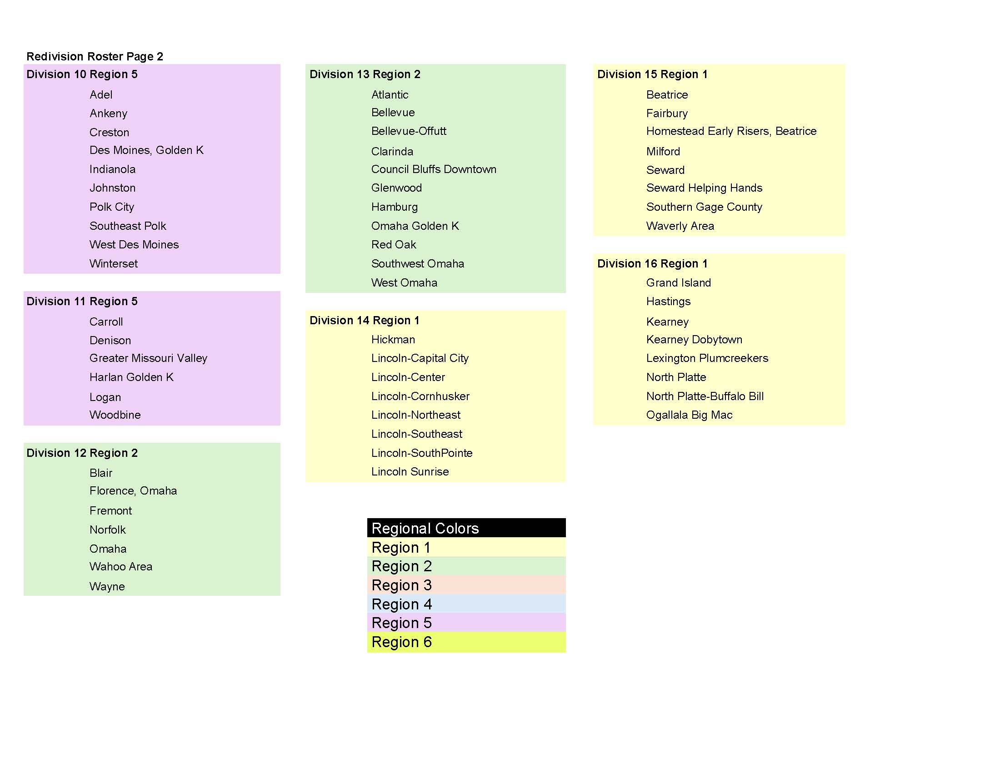 Redivision Roster Page 2
Division 10 Region 5
Adel
Ankeny
Creston
Des Moines, Golden K
Indianola
Johnston
Polk City
Southeast Polk
West Des Moines
Winterset
Division 11 Region 5
Carroll
Denison
Greater Missouri Valley
Harlan Golden K
Logan
Woodbine
Division 12 Region 2
Blair
Florence, Omaha
Fremont
Norfolk
Omaha
Wahoo Area
Wayne
Division 13 Region 2
Atlantic
Bellevue
Bellevue-Offutt
Clarinda
Council Bluffs Downtown
Glenwood
Hamburg
Omaha Golden K
Red Oak
Southwest Omaha
West Omaha
Division 14 Region 1
Hickman
Lincoln-Capital City
Lincoln-Center
Lincoln-Cornhusker
Lincoln-Northeast
Lincoln-Southeast
Lincoln-SouthPointe
Lincoln Sunrise
Regional Colors
Region 1
Region 2
Region 3
Region 4
Region 5
Region 6
Division 15 Region 1
Beatrice
Fairbury
Homestead Early Risers, Beatrice
Milford
Seward
Seward Helping Hands
Southern Gage County
Waverly Area
Division 16 Region 1
Grand Island
Hastings
Kearney
Kearney Dobytown
Lexington Plumcreekers
North Platte
North Platte-Buffalo Bill
Ogallala Big Mac